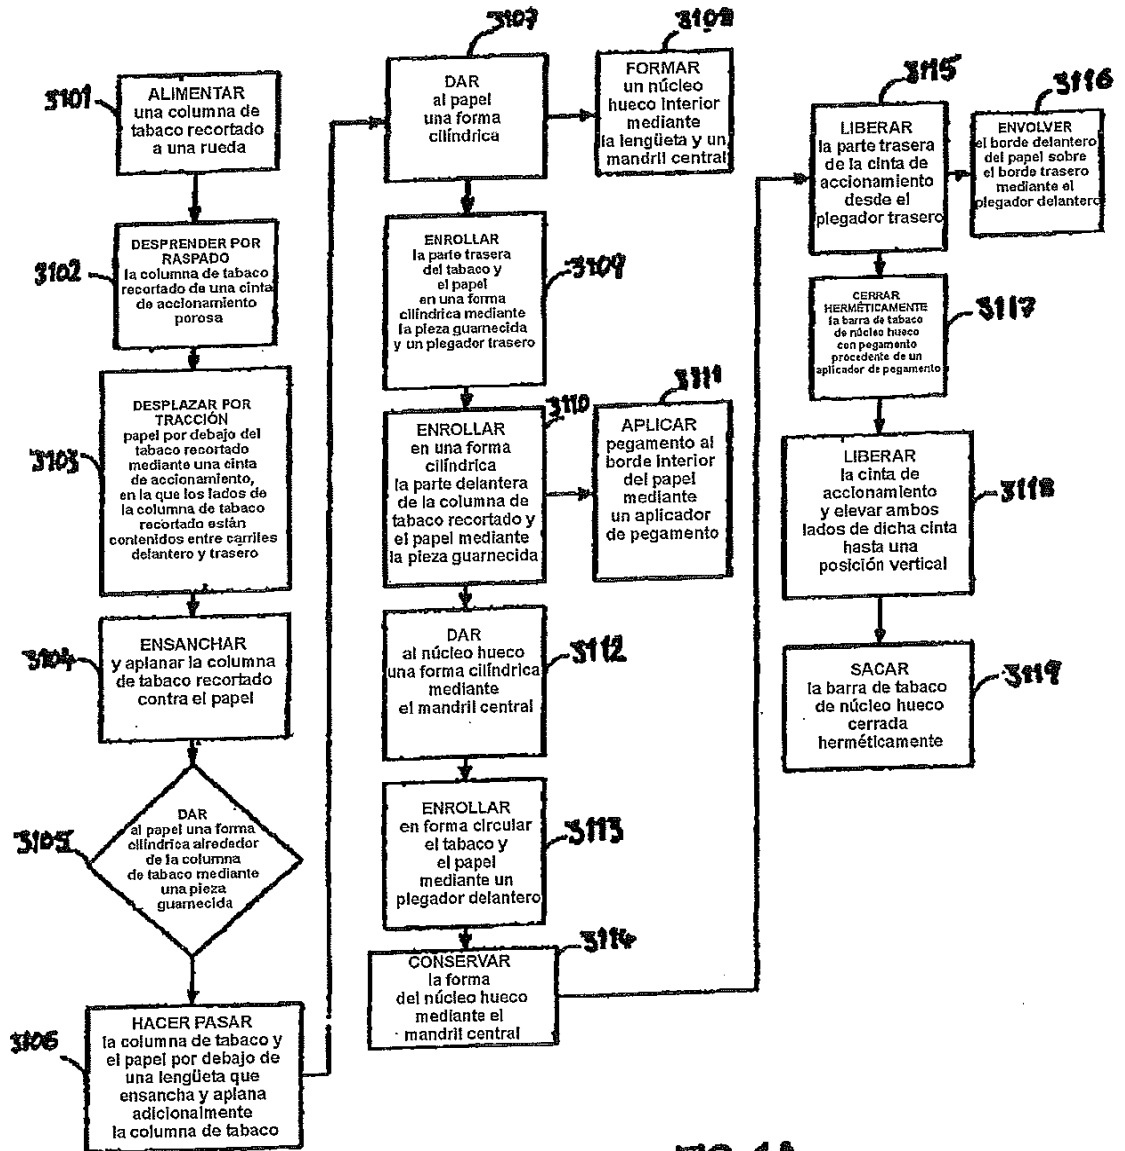 3101
ALIMENTAR
una columna de
tabaco recortado
a una rueda
3102
DESPRENDER POR
RASPADO
la columna de tabaco
recortado de una cinta
de accionamiento
porosa
3103
DESPLAZAR POR
TRACCIÓN
papel por debajo del
tabaco recortado
mediante una cinta
de accionamiento,
en la que los lados de
la columna de tabaco
recortado están
contenidos entre carriles
delantero y trasero
3104
ENSANCHAR
y aplanar la columna
de tabaco recortado
contra el papel
3105
DAR
al papel una forma
cilíndrica alrededor
de la columna
de tabaco mediante
una pieza
guarnecida
3106
HACER PASAR
la columna de tabaco y
el papel por debajo de
una lengüeta que
ensancha y aplana
adicionalmente
la columna de tabaco
3107
DAR
al papel
una forma
cilíndrica
3108
FORMAR
un núcleo
hueco interior
mediante
la lengüeta y un
mandril central
3109
ENROLLAR
la parte trasera
del tabaco y
el papel
en una forma
cilíndrica mediante
la pieza guarnecida
y un plegador trasero
3110
ENROLLAR
en una forma
cilíndrica
la parte delantera
de la columna de
tabaco recortado y
el papel mediante
la pieza guarnecida
3111
APLICAR
pegamento al
borde interior
del papel
mediante
un aplicador
de pegamento
3112
DAR
al núcleo hueco
una forma cilíndrica
mediante
el mandril central
3113
ENROLLAR
en forma circular
el tabaco y
el papel
mediante un
plegador delantero
3114
CONSERVAR
la forma
del núcleo hueco
mediante el
mandril central
3115
LIBERAR
la parte trasera
de la cinta de
accionamiento
desde el
plegador trasero
3116
ENVOLVER
el borde delantero
del papel sobre
el borde trasero
mediante el
plegador delantero
3117
CERRAR
HERMÉTICAMENTE
la barra de tabaco
de núcleo hueco
con pegamento
procedente de un
aplicador de pegamento
3118
LIBERAR
la cinta de
accionamiento
y elevar ambos
lados de dicha cinta
hasta una
posición vertical
3119
SACAR
la barra de tabaco
de núcleo hueco
cerrada
herméticamente